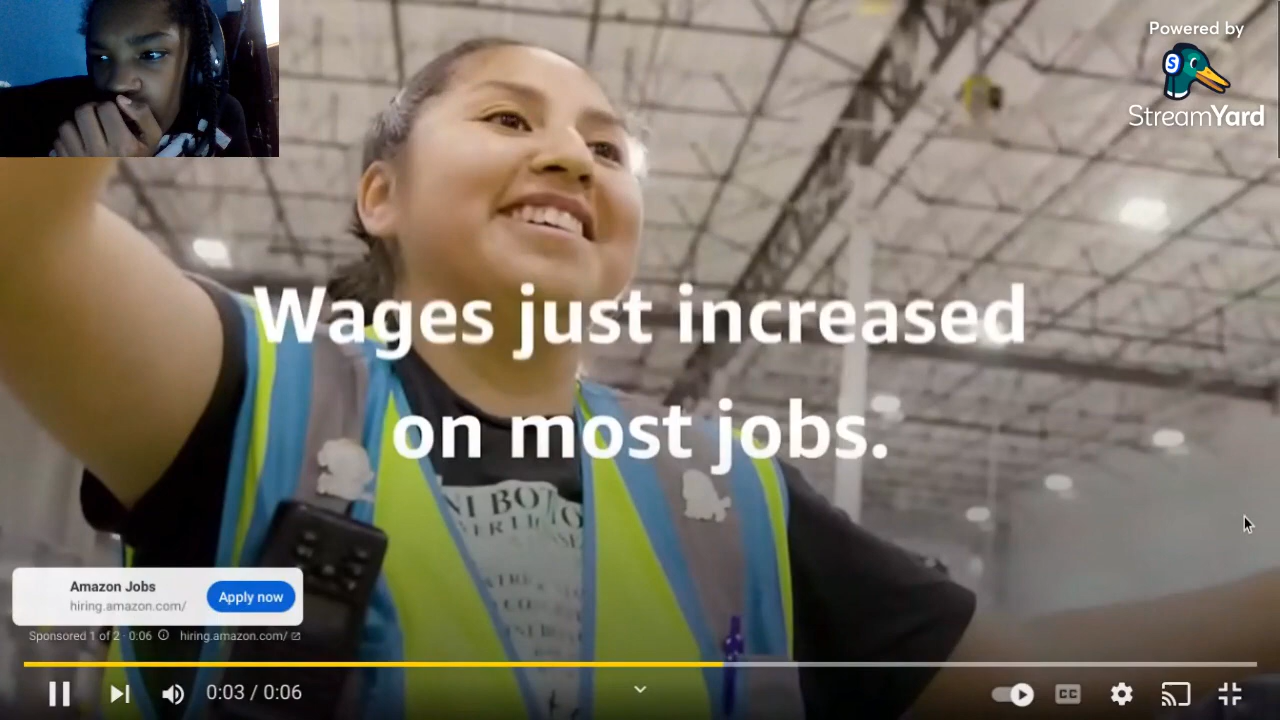 Powered by
StreamYard
Wages just increased
on most jobs.
Amazon Jobs
hiring.amazon.com/
Apply now
Sponsored 1 of 2 · 0:06
hiring.amazon.com/
0:03 / 0:06
CC